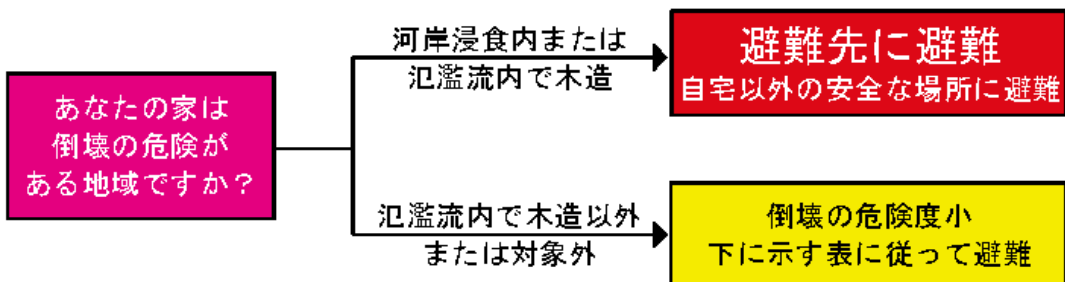 あなたの家は
倒壊の危険が
ある地域ですか？
河岸浸食内または
氾濫流内で木造
避難先に避難
自宅以外の安全な場所に避難
氾濫流内で木造以外
または対象外
倒壊の危険度小
下に示す表に従って避難